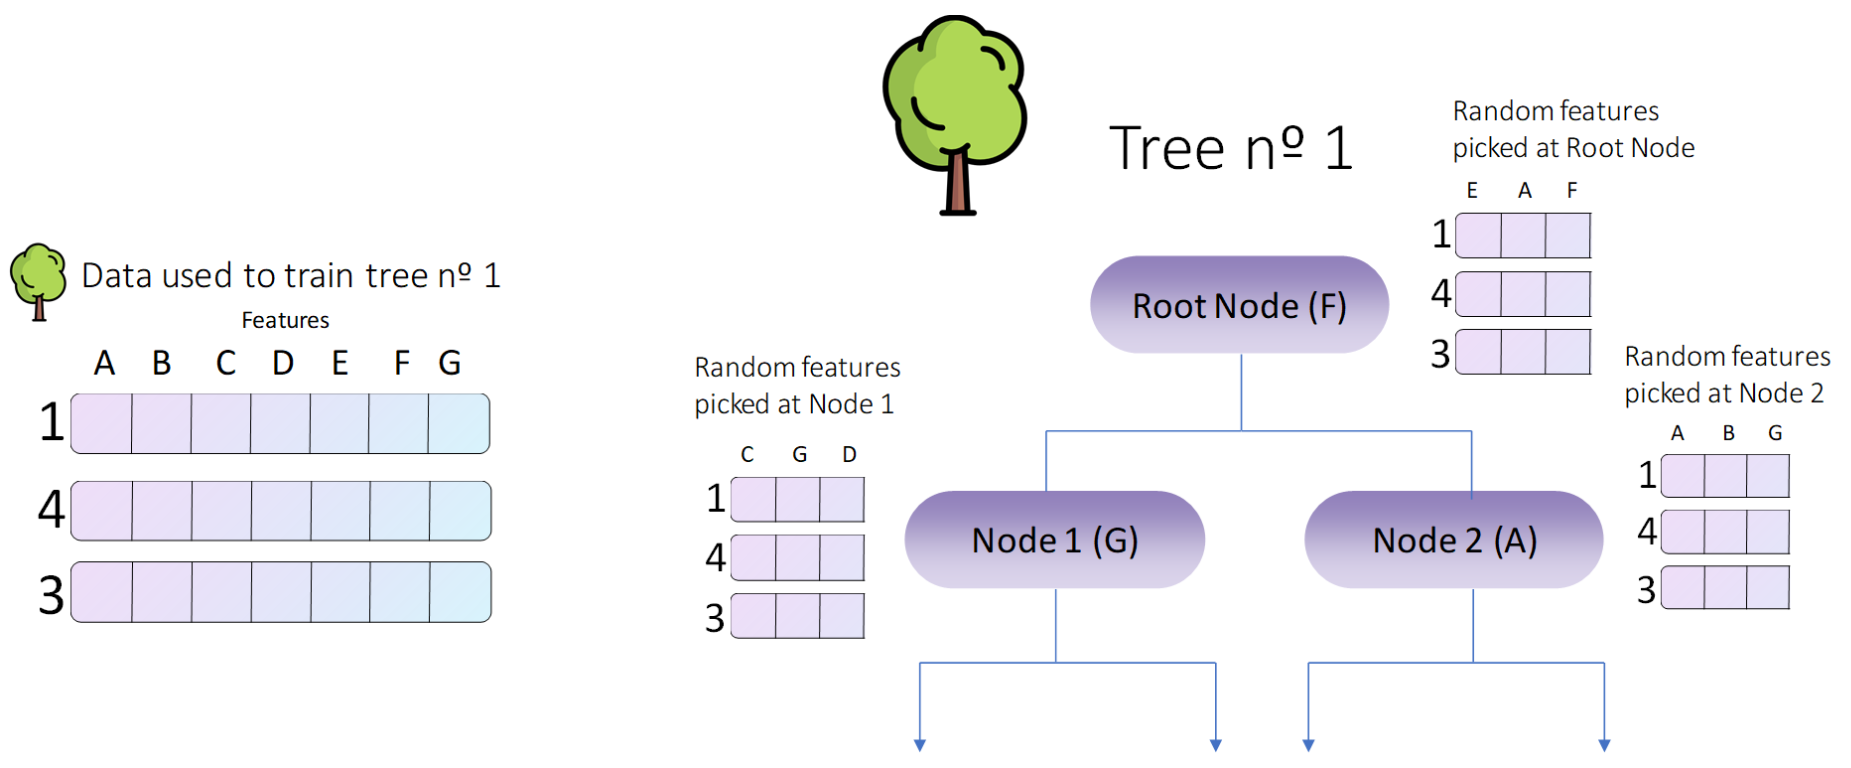 Tree nº 1
Random features
picked at Root Node
E A F
1
4
3
Root Node (F)
Data used to train tree nº 1
Features
A B C D E F G
1
4
3
Random features
picked at Node 1
C G D
1
4
3
Node 1 (G)
Node 2 (A)
Random features
picked at Node 2
A B G
1
4
3